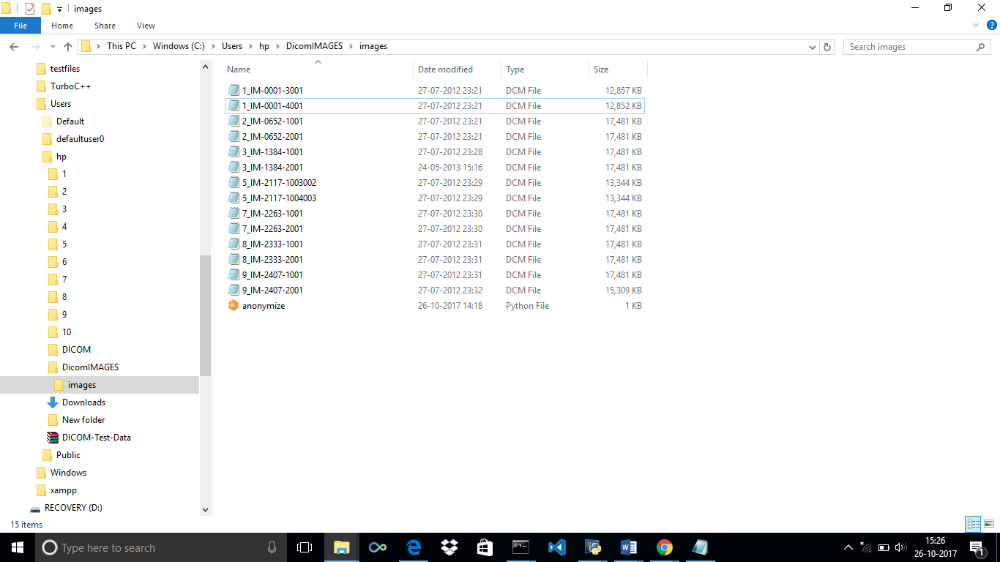 images
File Home Share View
This PC Windows (C:) Users hp DicomIMAGES images Search images
testfiles
TurboC++
Users
Default
defaultuser0
hp
1
2
3
4
5
6
7
8
9
10
DICOM
DicomIMAGES
images
Downloads
New folder
DICOM-Test-Data
Public
Windows
xampp
RECOVERY (D:)
Name Date modified Type Size
1_IM-0001-3001 27-07-2012 23:21 DCM File 12,857 KB
1_IM-0001-4001 27-07-2012 23:21 DCM File 12,852 KB
2_IM-0652-1001 27-07-2012 23:21 DCM File 17,481 KB
2_IM-0652-2001 27-07-2012 23:21 DCM File 17,481 KB
3_IM-1384-1001 27-07-2012 23:28 DCM File 17,481 KB
3_IM-1384-2001 24-05-2013 15:16 DCM File 17,481 KB
5_IM-2117-1003002 27-07-2012 23:29 DCM File 13,344 KB
5_IM-2117-1004003 27-07-2012 23:29 DCM File 13,344 KB
7_IM-2263-1001 27-07-2012 23:30 DCM File 17,481 KB
7_IM-2263-2001 27-07-2012 23:30 DCM File 17,481 KB
8_IM-2333-1001 27-07-2012 23:31 DCM File 17,481 KB
8_IM-2333-2001 27-07-2012 23:31 DCM File 17,481 KB
9_IM-2407-1001 27-07-2012 23:31 DCM File 17,481 KB
9_IM-2407-2001 27-07-2012 23:32 DCM File 15,309 KB
anonymize 26-10-2017 14:18 Python File 1 KB
15 items
Type here to search
15:26
26-10-2017
1